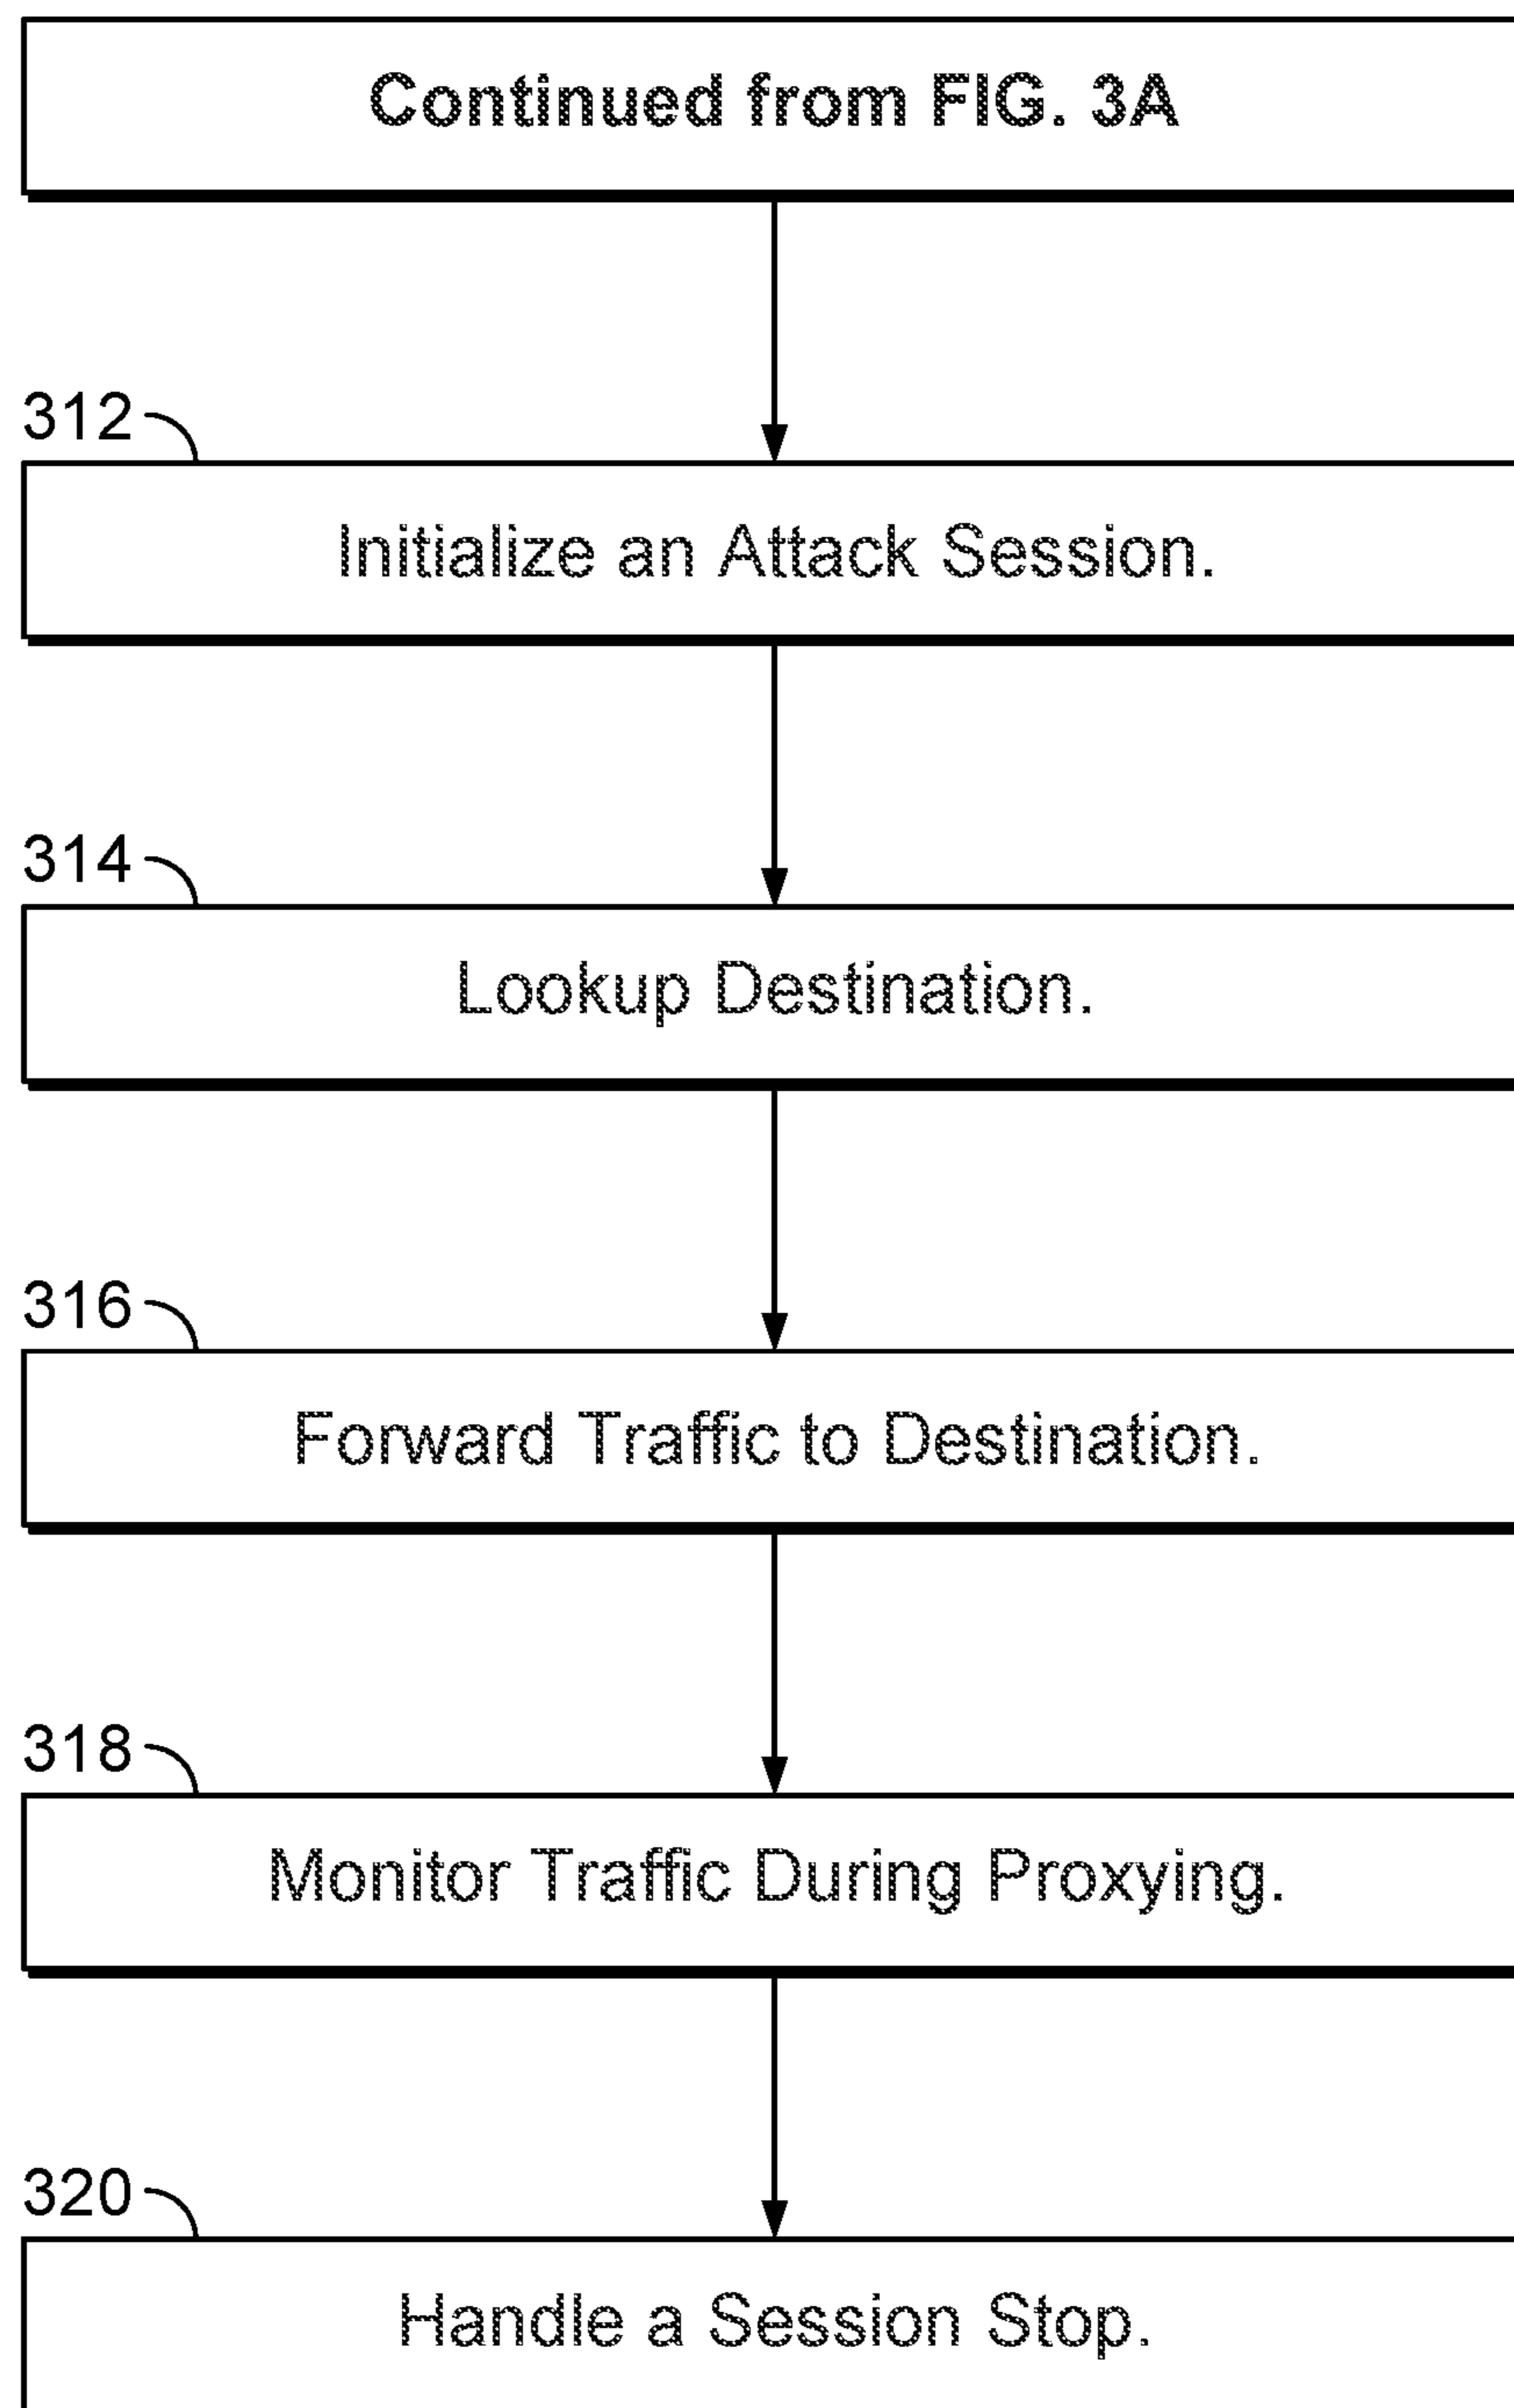 Continued from FIG. 3A
312
Initialize an Attack Session.
314
Lookup Destination.
316
Forward Traffic to Destination.
318
Monitor Traffic During Proxying.
320
Handle a Session Stop.